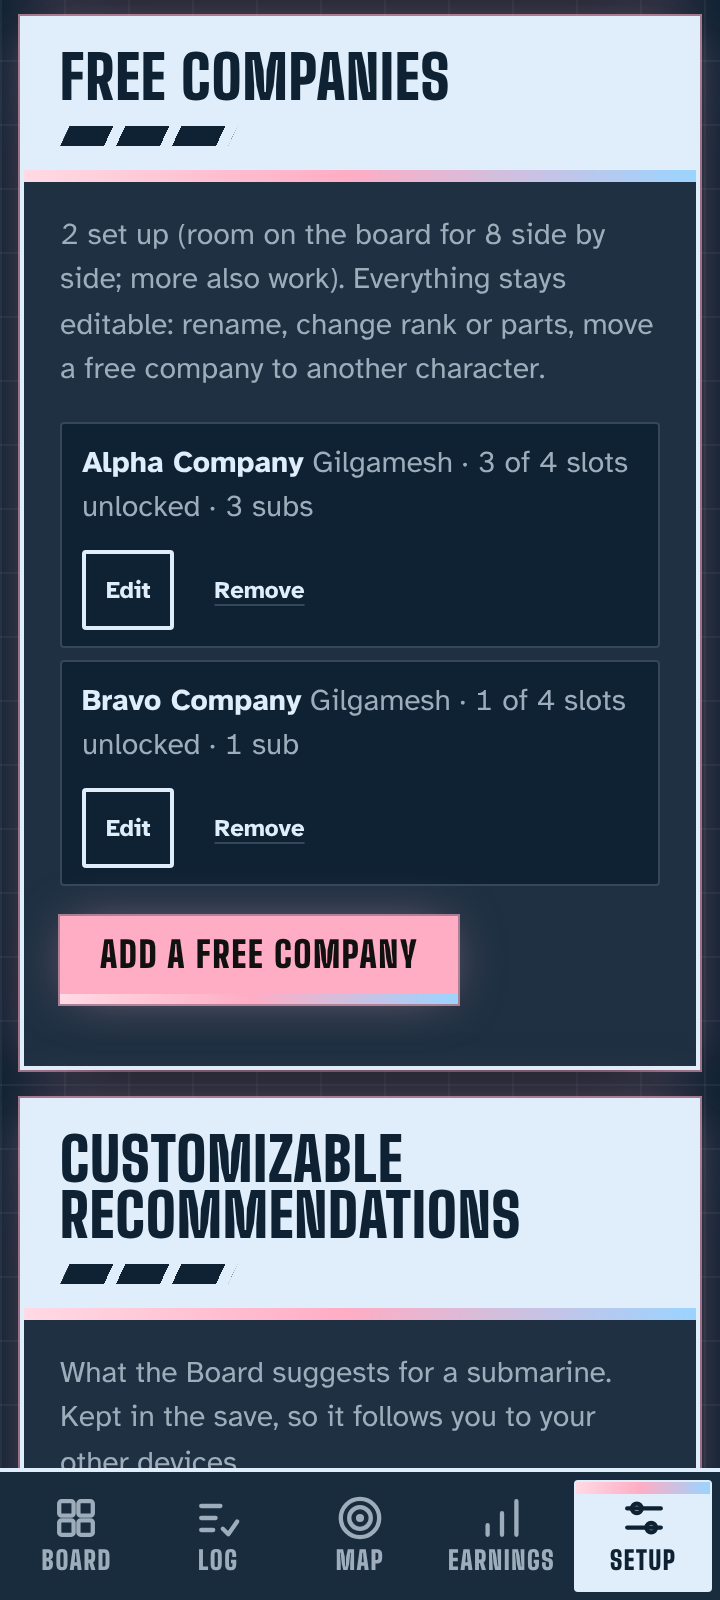 FREE COMPANIES
2 set up (room on the board for 8 side by
side; more also work). Everything stays
editable: rename, change rank or parts, move
a free company to another character.
Alpha Company Gilgamesh · 3 of 4 slots
unlocked · 3 subs
Edit Remove
Bravo Company Gilgamesh · 1 of 4 slots
unlocked · 1 sub
Edit Remove
ADD A FREE COMPANY
CUSTOMIZABLE
RECOMMENDATIONS
What the Board suggests for a submarine.
Kept in the save, so it follows you to your
other devices
BOARD LOG MAP EARNINGS SETUP